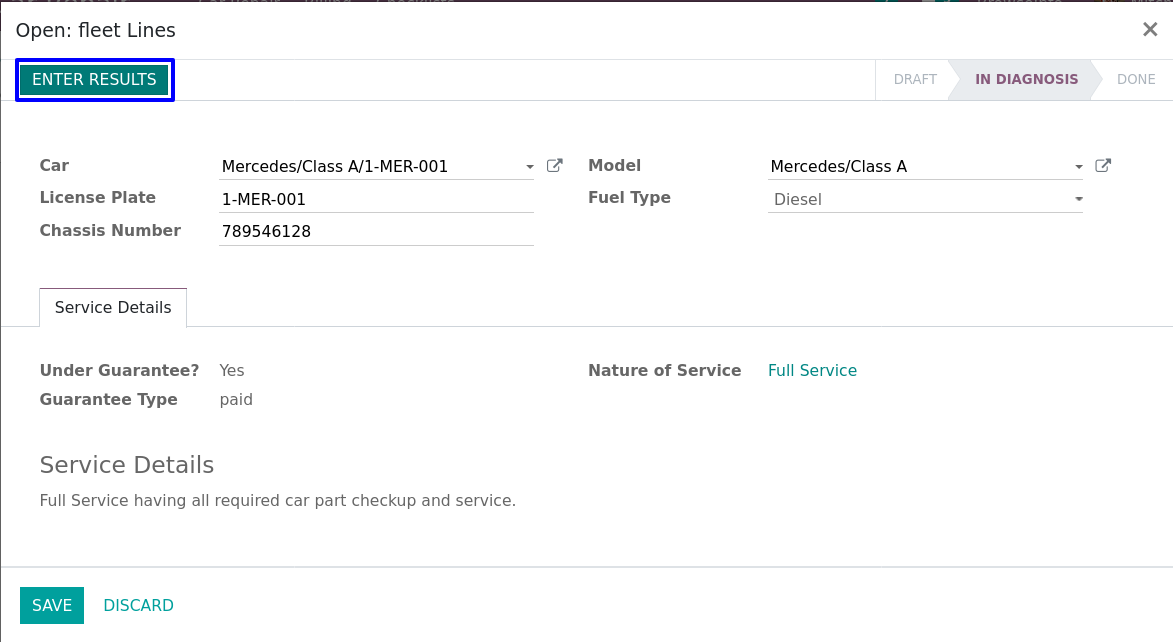 Open: fleet Lines
ENTER RESULTS
DRAFT IN DIAGNOSIS DONE
Car Mercedes/Class A/1-MER-001 Model Mercedes/Class A
License Plate 1-MER-001 Fuel Type Diesel
Chassis Number 789546128
Service Details
Under Guarantee? Yes Nature of Service Full Service
Guarantee Type paid
Service Details
Full Service having all required car part checkup and service.
SAVE DISCARD